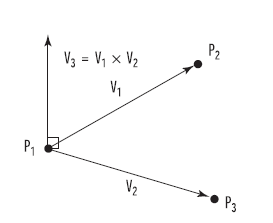 P2
V3 = V1 × V2
V1
P1
V2
P3